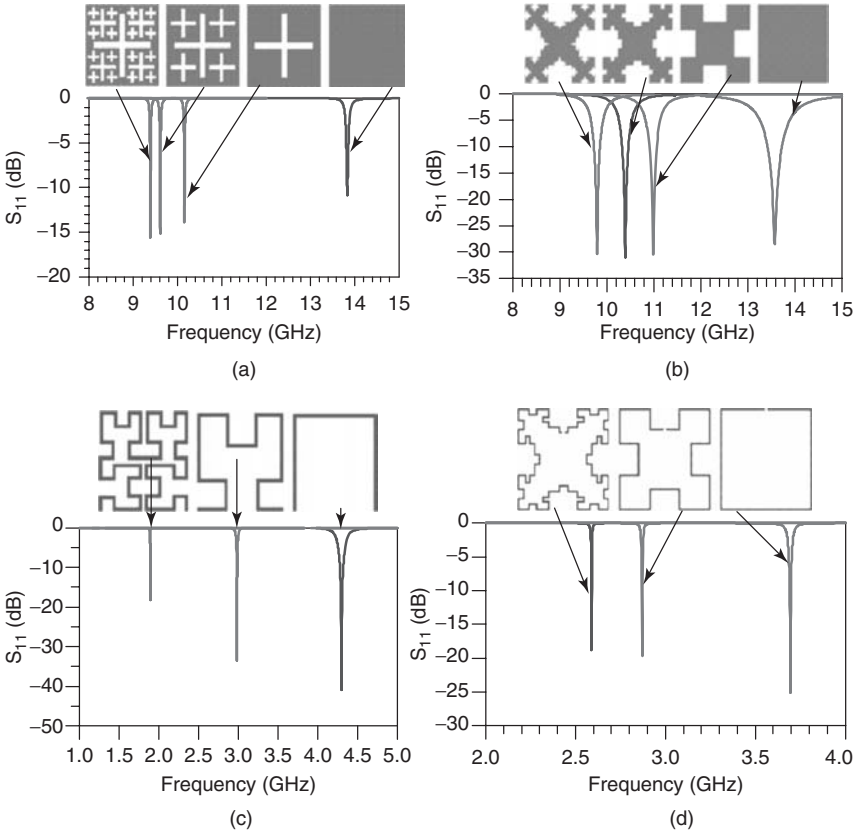 0
−5
−10
−15
−20
S11 (dB)
8 9 10 11 12 13 14 15
Frequency (GHz)
(a)
0
−5
−10
−15
−20
−25
−30
−35
S11 (dB)
8 9 10 11 12 13 14 15
Frequency (GHz)
(b)
0
−10
−20
−30
−40
−50
S11 (dB)
1.0 1.5 2.0 2.5 3.0 3.5 4.0 4.5 5.0
Frequency (GHz)
(c)
0
−5
−10
−15
−20
−25
−30
S11 (dB)
2.0 2.5 3.0 3.5 4.0
Frequency (GHz)
(d)